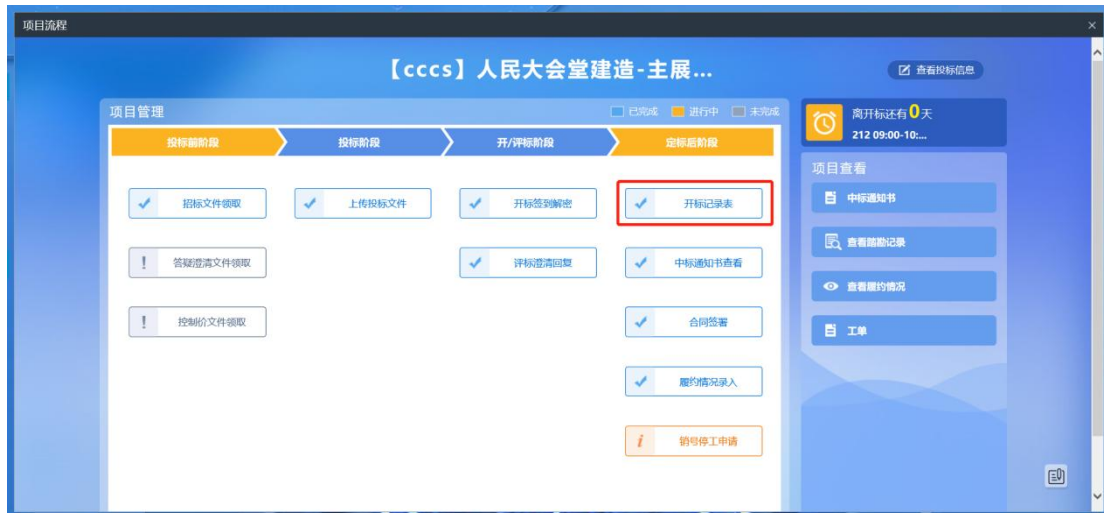 项目流程
【cccs】人民大会堂建造-主展...
查看投标信息
项目管理
已完成 进行中 未完成
投标前阶段 投标阶段 开/评标阶段 定标后阶段
招标文件领取 上传投标文件 开标签到解密 开标记录表
答疑澄清文件领取 评标澄清回复 中标通知书查看
控制价文件领取 合同签署
履约情况录入
销号停工申请
离开标还有0天
212 09:00-10:...
项目查看
中标通知书
查看踏勘记录
查看履约情况
工单